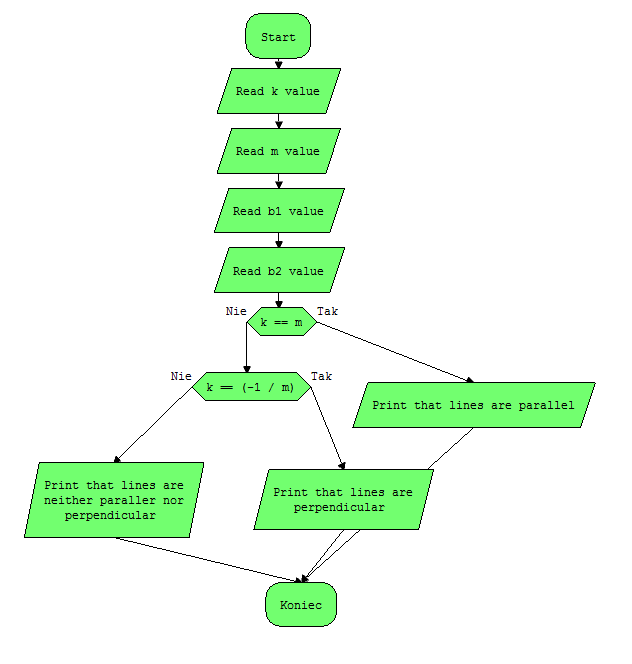 Start
Read k value
Read m value
Read b1 value
Read b2 value
Nie
Tak
k == m
Nie
Tak
k == (-1 / m)
Print that lines are parallel
Print that lines are
neither paraller nor
perpendicular
Print that lines are
perpendicular
Koniec